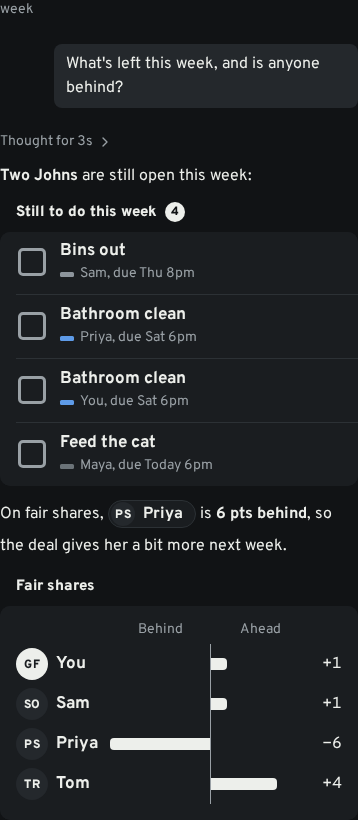 week
What's left this week, and is anyone
behind?
Thought for 3s
Two Johns are still open this week:
Still to do this week 4
Bins out
Sam, due Thu 8pm
Bathroom clean
Priya, due Sat 6pm
Bathroom clean
You, due Sat 6pm
Feed the cat
Maya, due Today 6pm
On fair shares, PS Priya is 6 pts behind, so
the deal gives her a bit more next week.
Fair shares
Behind Ahead
GF You +1
SO Sam +1
PS Priya −6
TR Tom +4